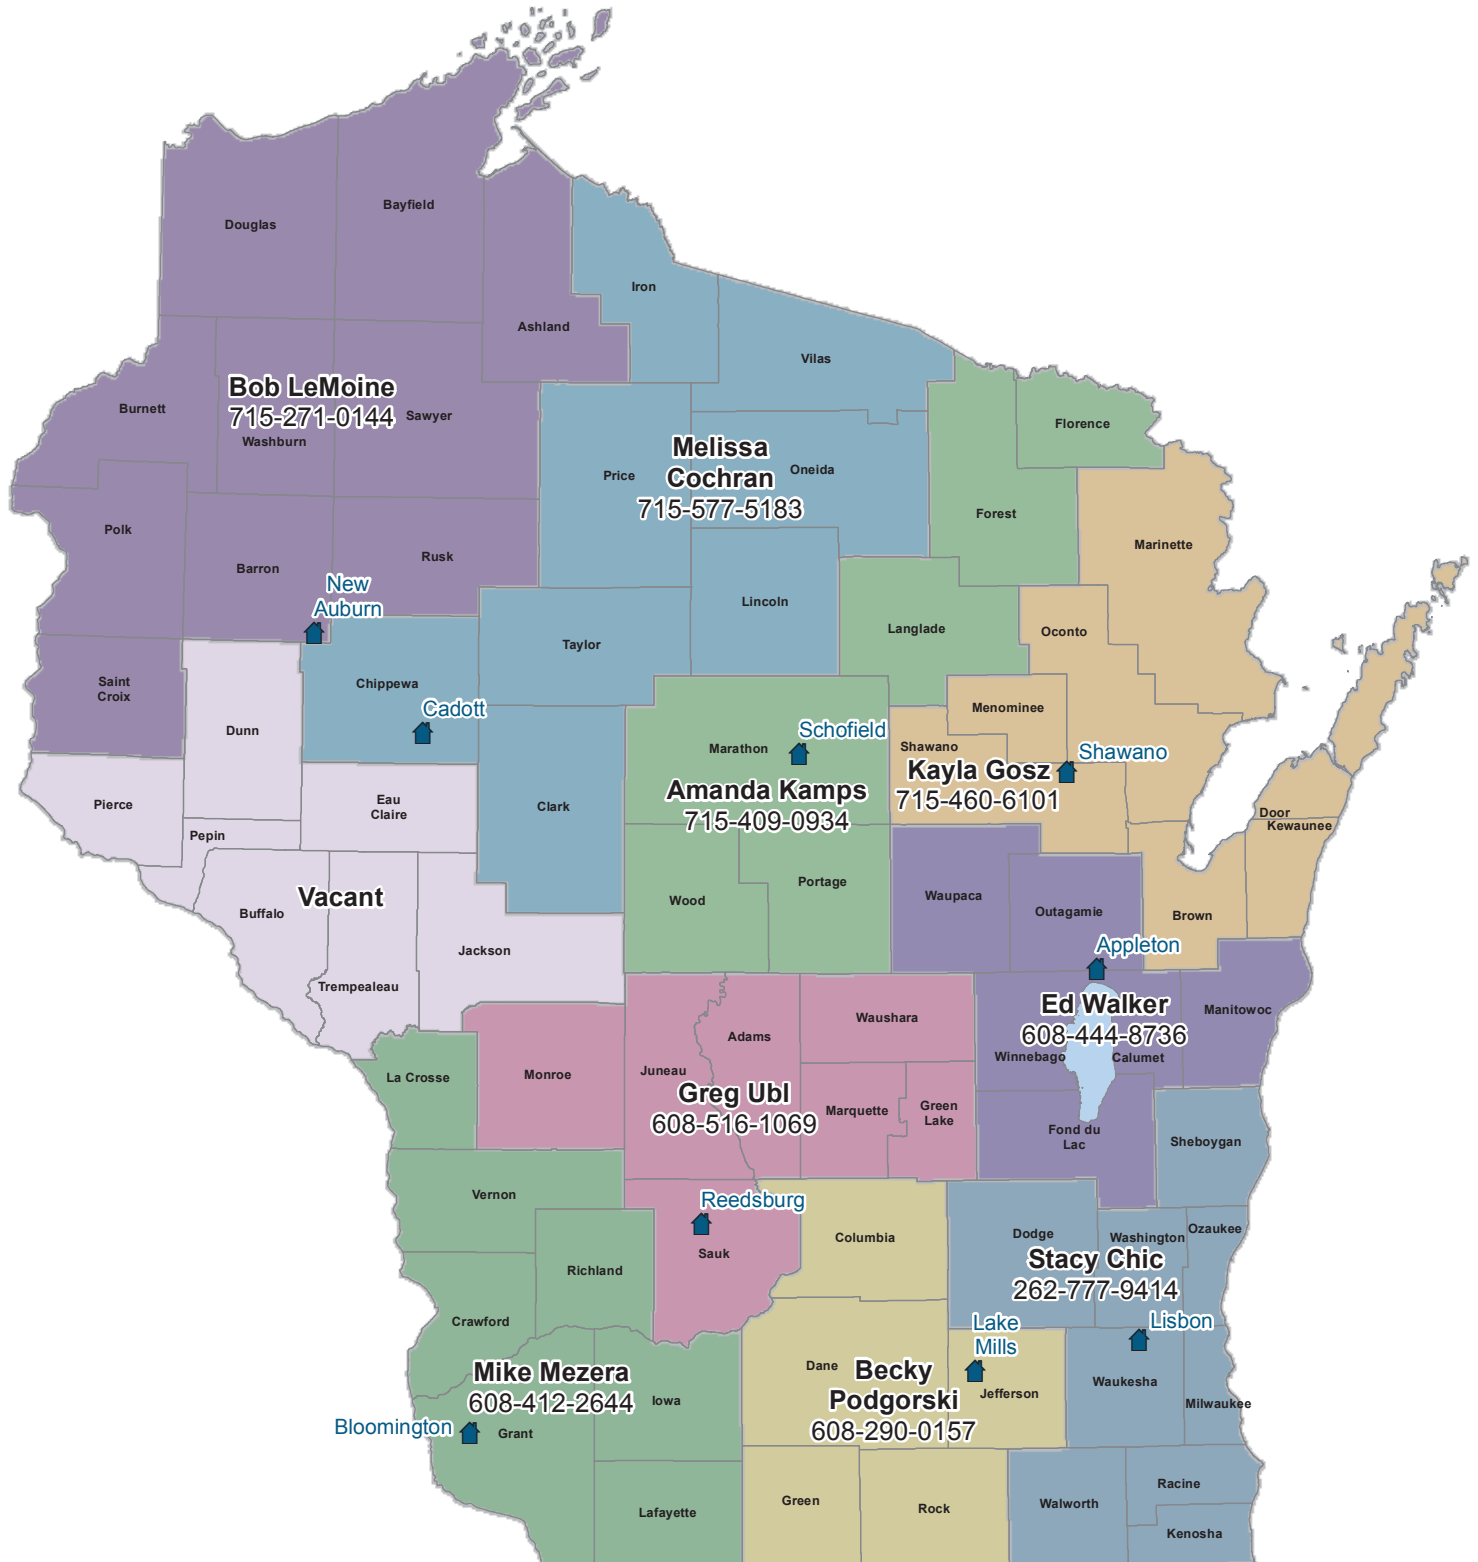 Bayfield
Douglas
Iron
Ashland
Vilas
Bob LeMoine
715-271-0144
Burnett
Sawyer
Washburn
Florence
Melissa
Cochran
715-577-5183
Price
Oneida
Forest
Polk
Marinette
Rusk
Barron
New
Auburn
Lincoln
Langlade
Oconto
Taylor
Saint
Croix
Chippewa
Cadott
Menominee
Dunn
Schofield
Marathon
Shawano
Shawano
Kayla Gosz
715-460-6101
Amanda Kamps
715-409-0934
Pierce
Eau
Claire
Clark
Door
Kewaunee
Pepin
Vacant
Buffalo
Wood
Portage
Waupaca
Outagamie
Brown
Appleton
Jackson
Trempealeau
Ed Walker
608-444-8736
Manitowoc
Waushara
Adams
Winnebago
Calumet
La Crosse
Monroe
Juneau
Greg Ubl
608-516-1069
Marquette
Green
Lake
Fond du
Lac
Sheboygan
Vernon
Reedsburg
Sauk
Columbia
Dodge
Washington
Ozaukee
Stacy Chic
262-777-9414
Richland
Crawford
Lake
Mills
Lisbon
Mike Mezera
608-412-2644
Dane
Becky
Podgorski
608-290-0157
Jefferson
Waukesha
Milwaukee
Iowa
Bloomington
Grant
Lafayette
Green
Rock
Walworth
Racine
Kenosha